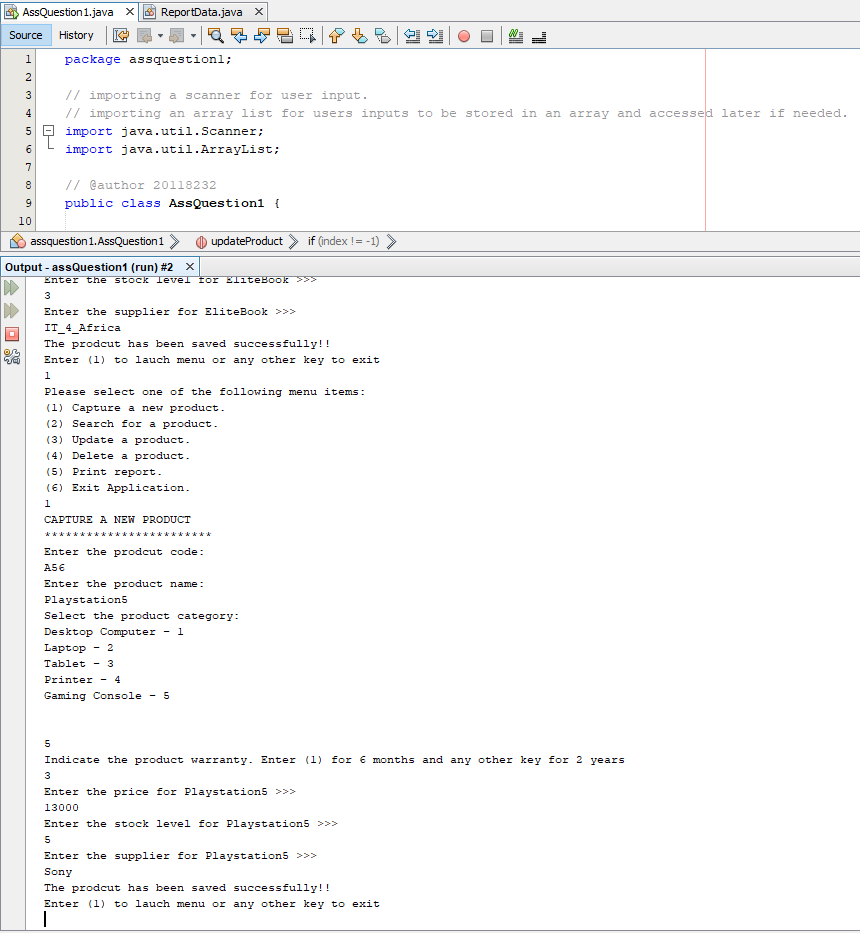 AssQuestion1.java ReportData.java
Source History
1 package assquestion1;
2
3 // importing a scanner for user input.
4 // importing an array list for users inputs to be stored in an array and accessed later if needed.
5 import java.util.Scanner;
6 import java.util.ArrayList;
7
8 // @author 20118232
9 public class AssQuestion1 {
10
assquestion1.AssQuestion1 updateProduct if (index != -1)
Output - assQuestion1 (run) #2
Enter the stock level for EliteBook >>>
3
Enter the supplier for EliteBook >>>
IT_4_Africa
The prodcut has been saved successfully!!
Enter (1) to lauch menu or any other key to exit
1
Please select one of the following menu items:
(1) Capture a new product.
(2) Search for a product.
(3) Update a product.
(4) Delete a product.
(5) Print report.
(6) Exit Application.
1
CAPTURE A NEW PRODUCT
************************
Enter the prodcut code:
A56
Enter the product name:
Playstation5
Select the product category:
Desktop Computer - 1
Laptop - 2
Tablet - 3
Printer - 4
Gaming Console - 5
5
Indicate the product warranty. Enter (1) for 6 months and any other key for 2 years
3
Enter the price for Playstation5 >>>
13000
Enter the stock level for Playstation5 >>>
5
Enter the supplier for Playstation5 >>>
Sony
The prodcut has been saved successfully!!
Enter (1) to lauch menu or any other key to exit